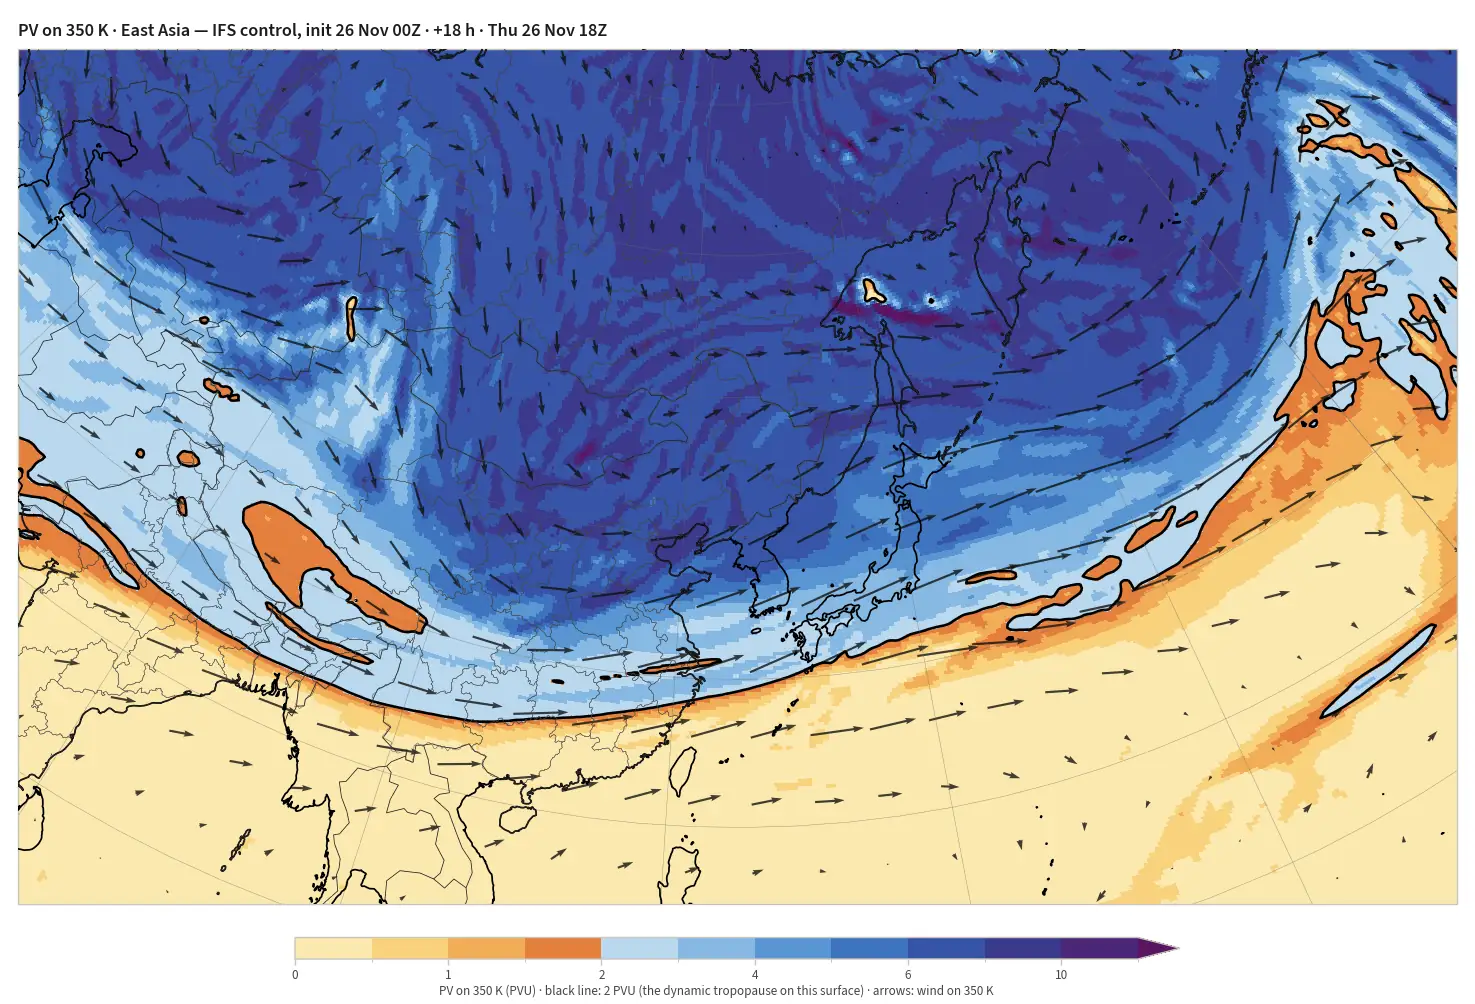 PV on 350 K · East Asia — IFS control, init 26 Nov 00Z · +18 h · Thu 26 Nov 18Z
0 1 2 4 6 10
PV on 350 K (PVU) · black line: 2 PVU (the dynamic tropopause on this surface) · arrows: wind on 350 K